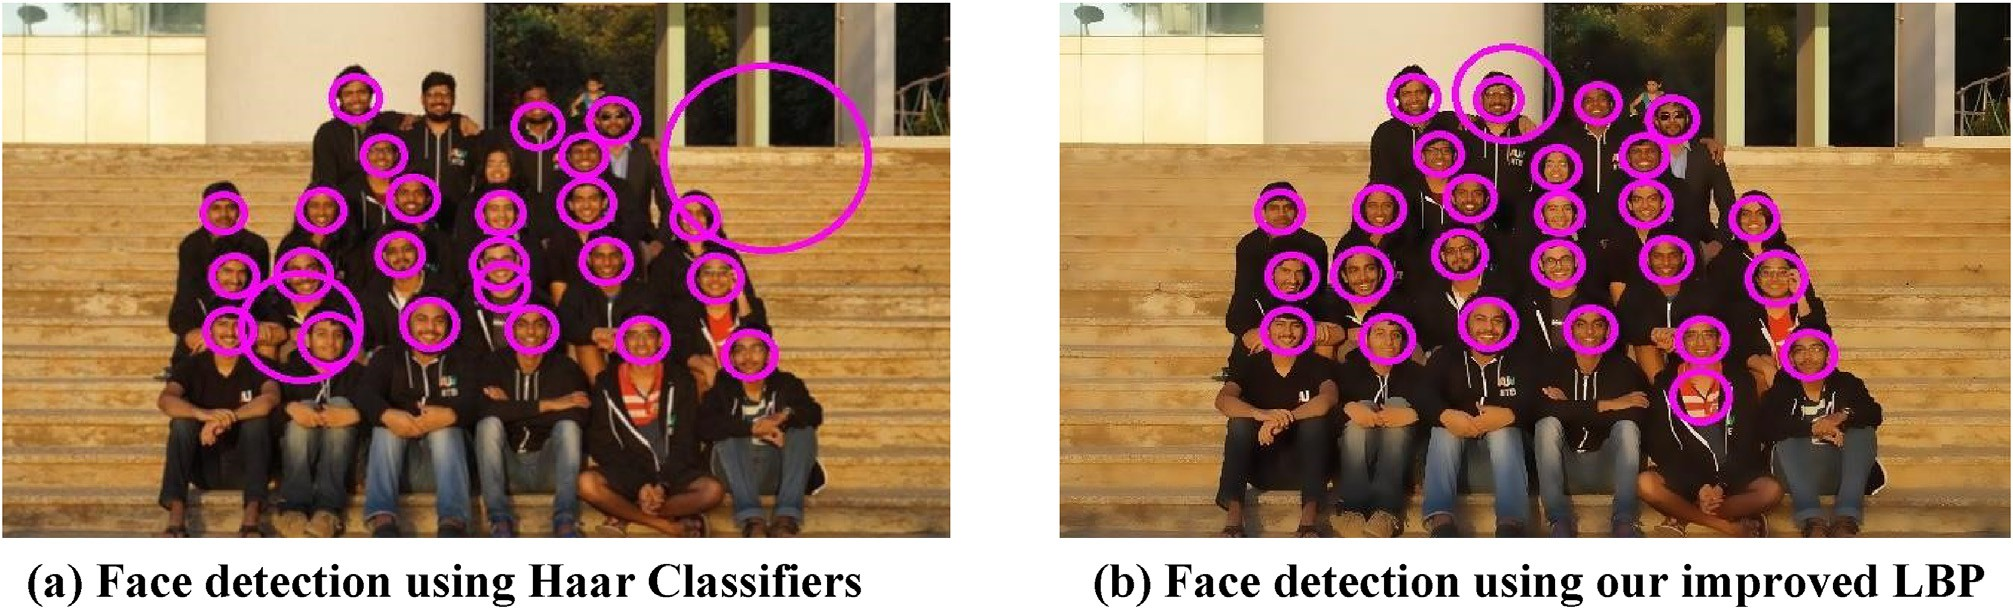 (a) Face detection using Haar Classifiers
(b) Face detection using our improved LBP